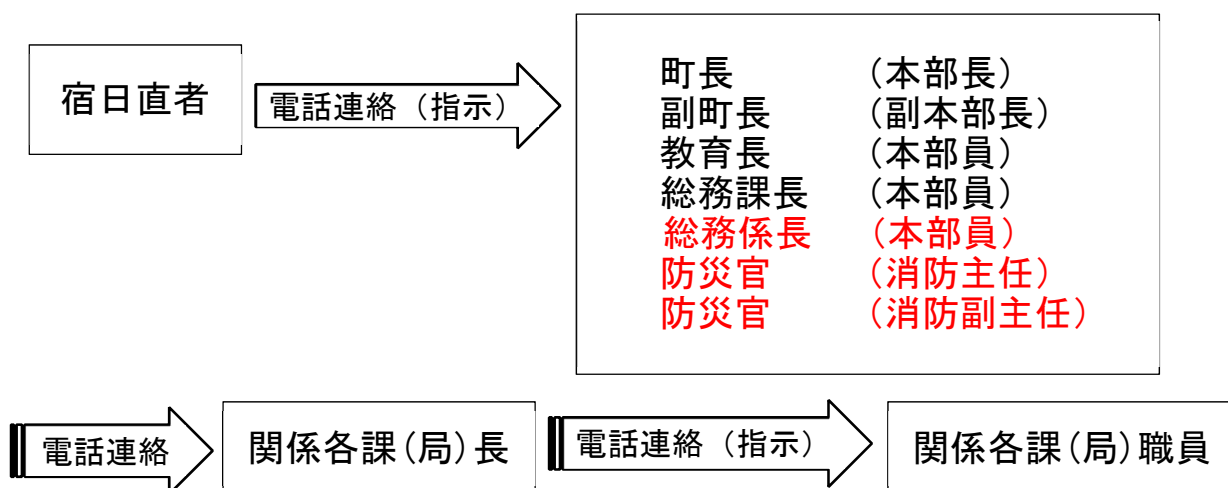 宿日直者
電話連絡（指示）
町長　（本部長）
副町長　（副本部長）
教育長　（本部員）
総務課長　（本部員）
総務係長　（本部員）
防災官　（消防主任）
防災官　（消防副主任）
電話連絡
関係各課（局）長
電話連絡（指示）
関係各課（局）職員